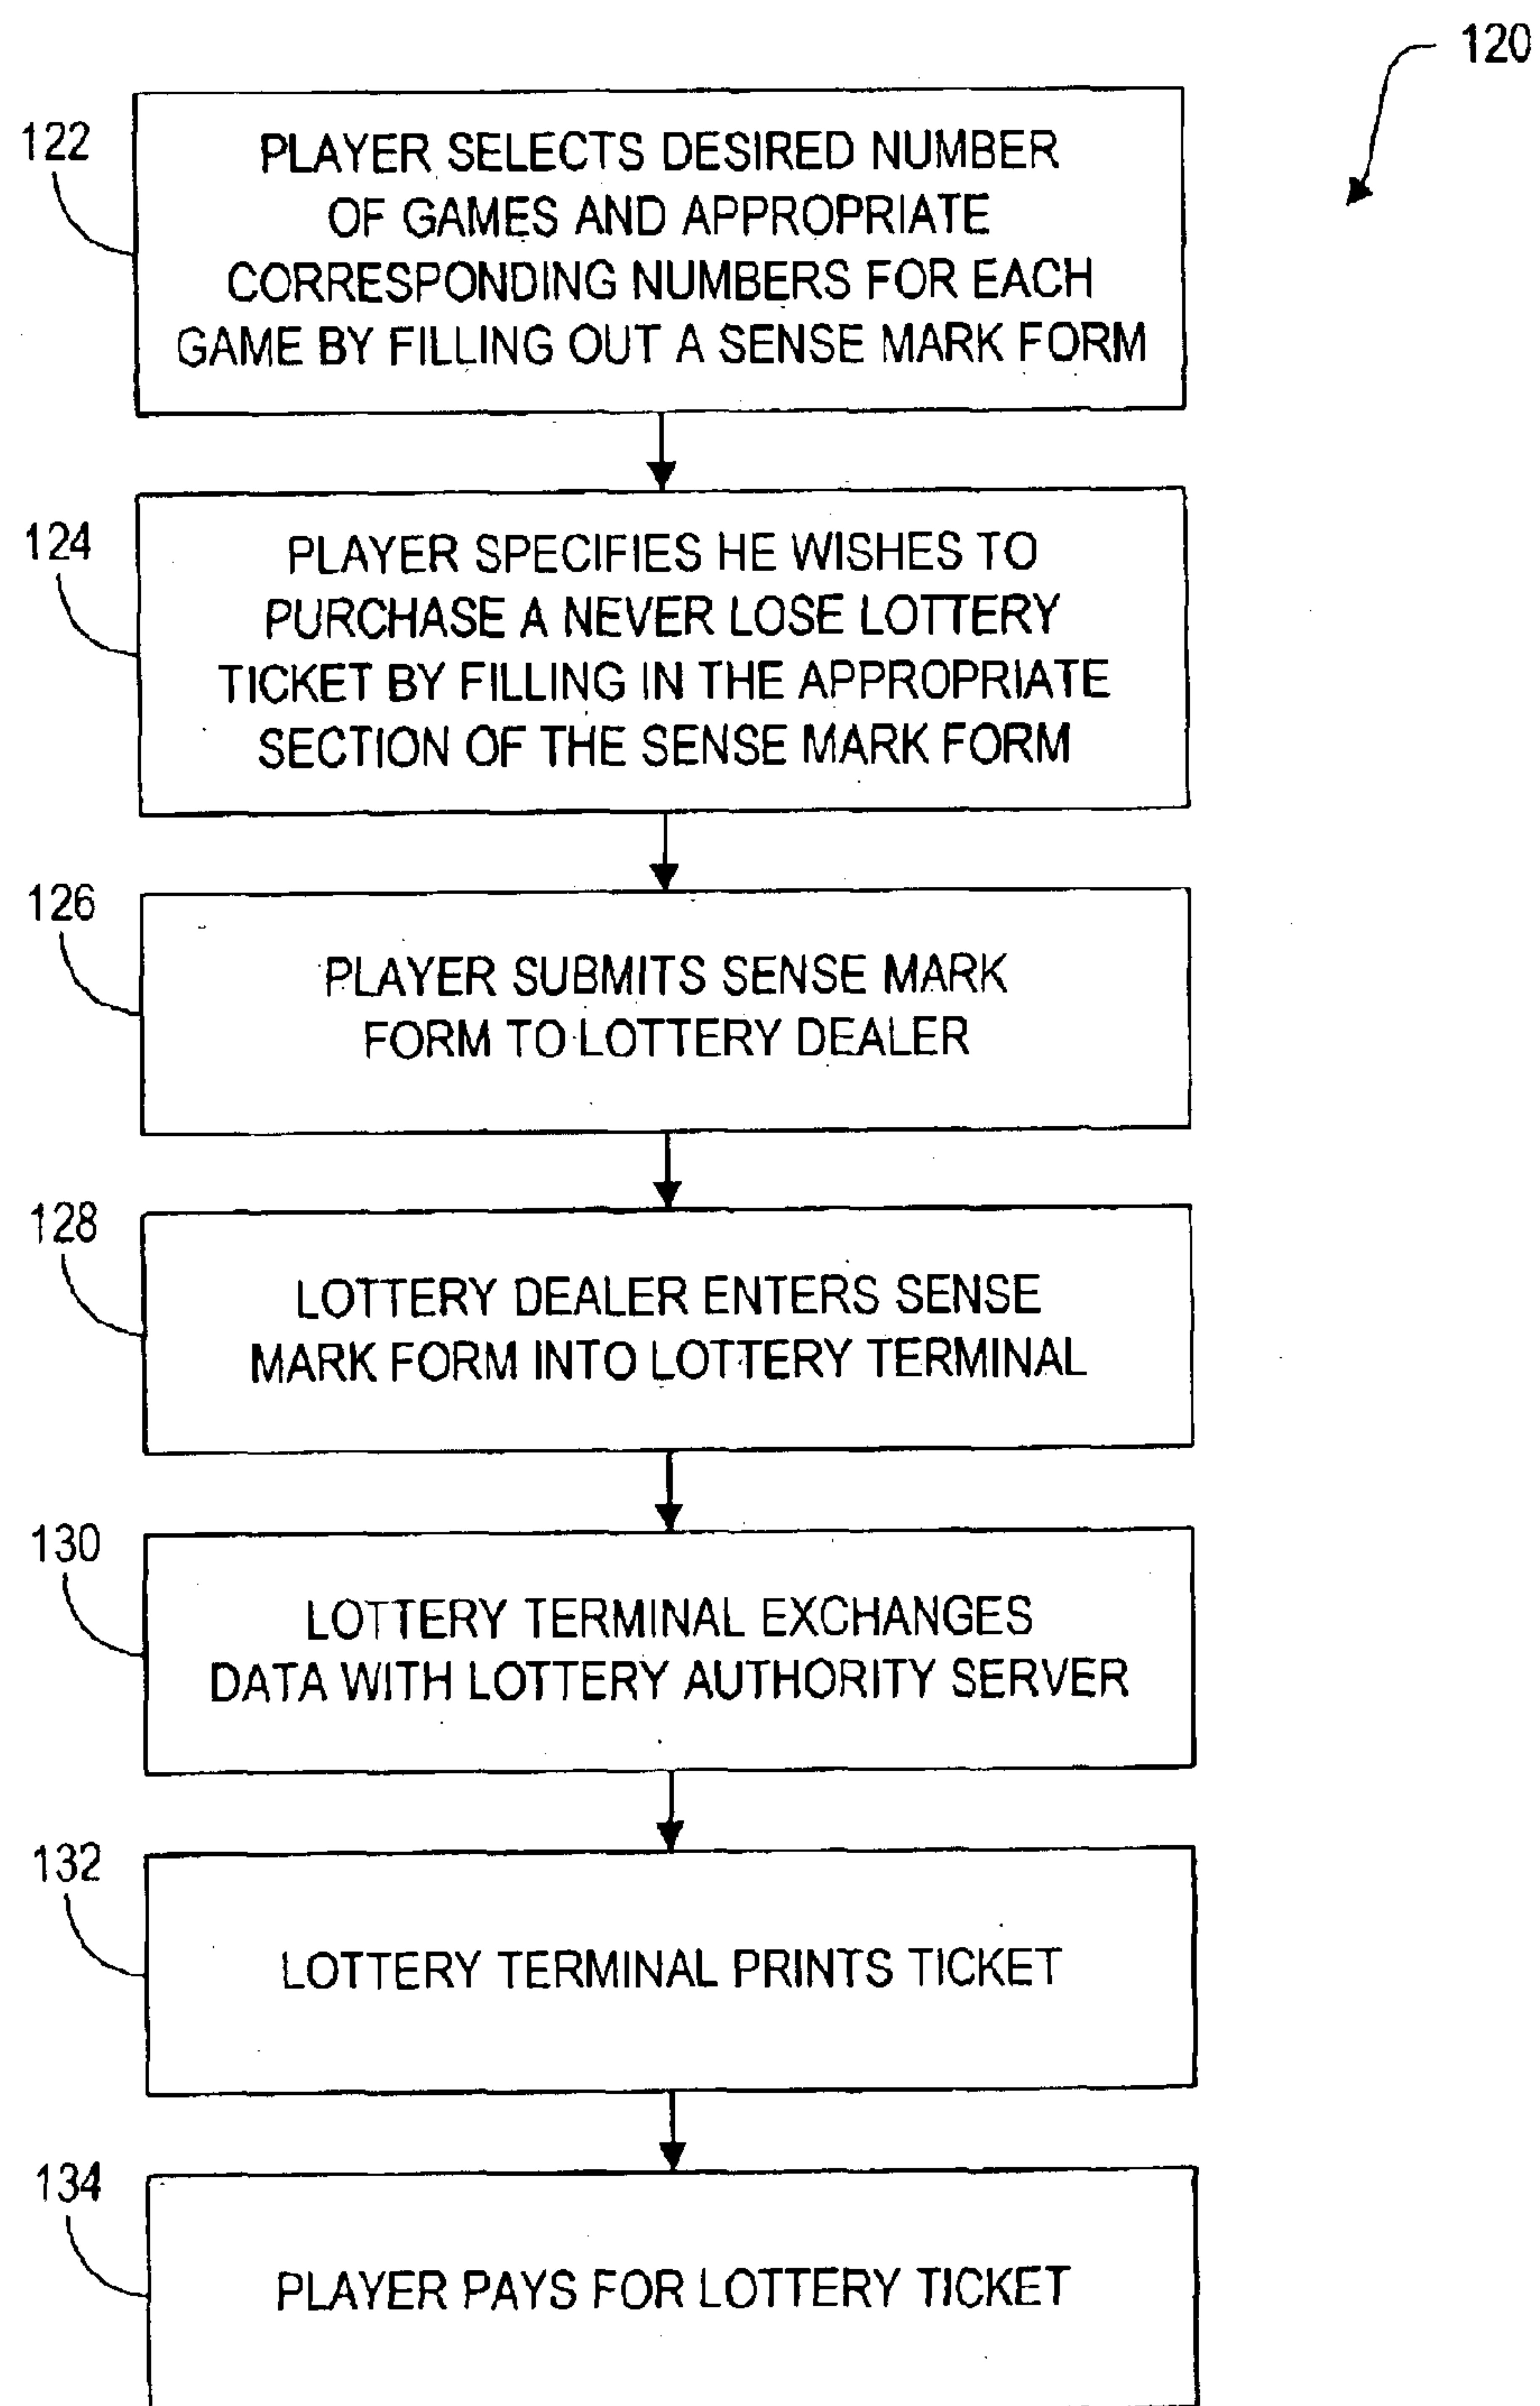 120
122
PLAYER SELECTS DESIRED NUMBER
OF GAMES AND APPROPRIATE
CORRESPONDING NUMBERS FOR EACH
GAME BY FILLING OUT A SENSE MARK FORM
124
PLAYER SPECIFIES HE WISHES TO
PURCHASE A NEVER LOSE LOTTERY
TICKET BY FILLING IN THE APPROPRIATE
SECTION OF THE SENSE MARK FORM
126
PLAYER SUBMITS SENSE MARK
FORM TO LOTTERY DEALER
128
LOTTERY DEALER ENTERS SENSE
MARK FORM INTO LOTTERY TERMINAL
130
LOTTERY TERMINAL EXCHANGES
DATA WITH LOTTERY AUTHORITY SERVER
132
LOTTERY TERMINAL PRINTS TICKET
134
PLAYER PAYS FOR LOTTERY TICKET